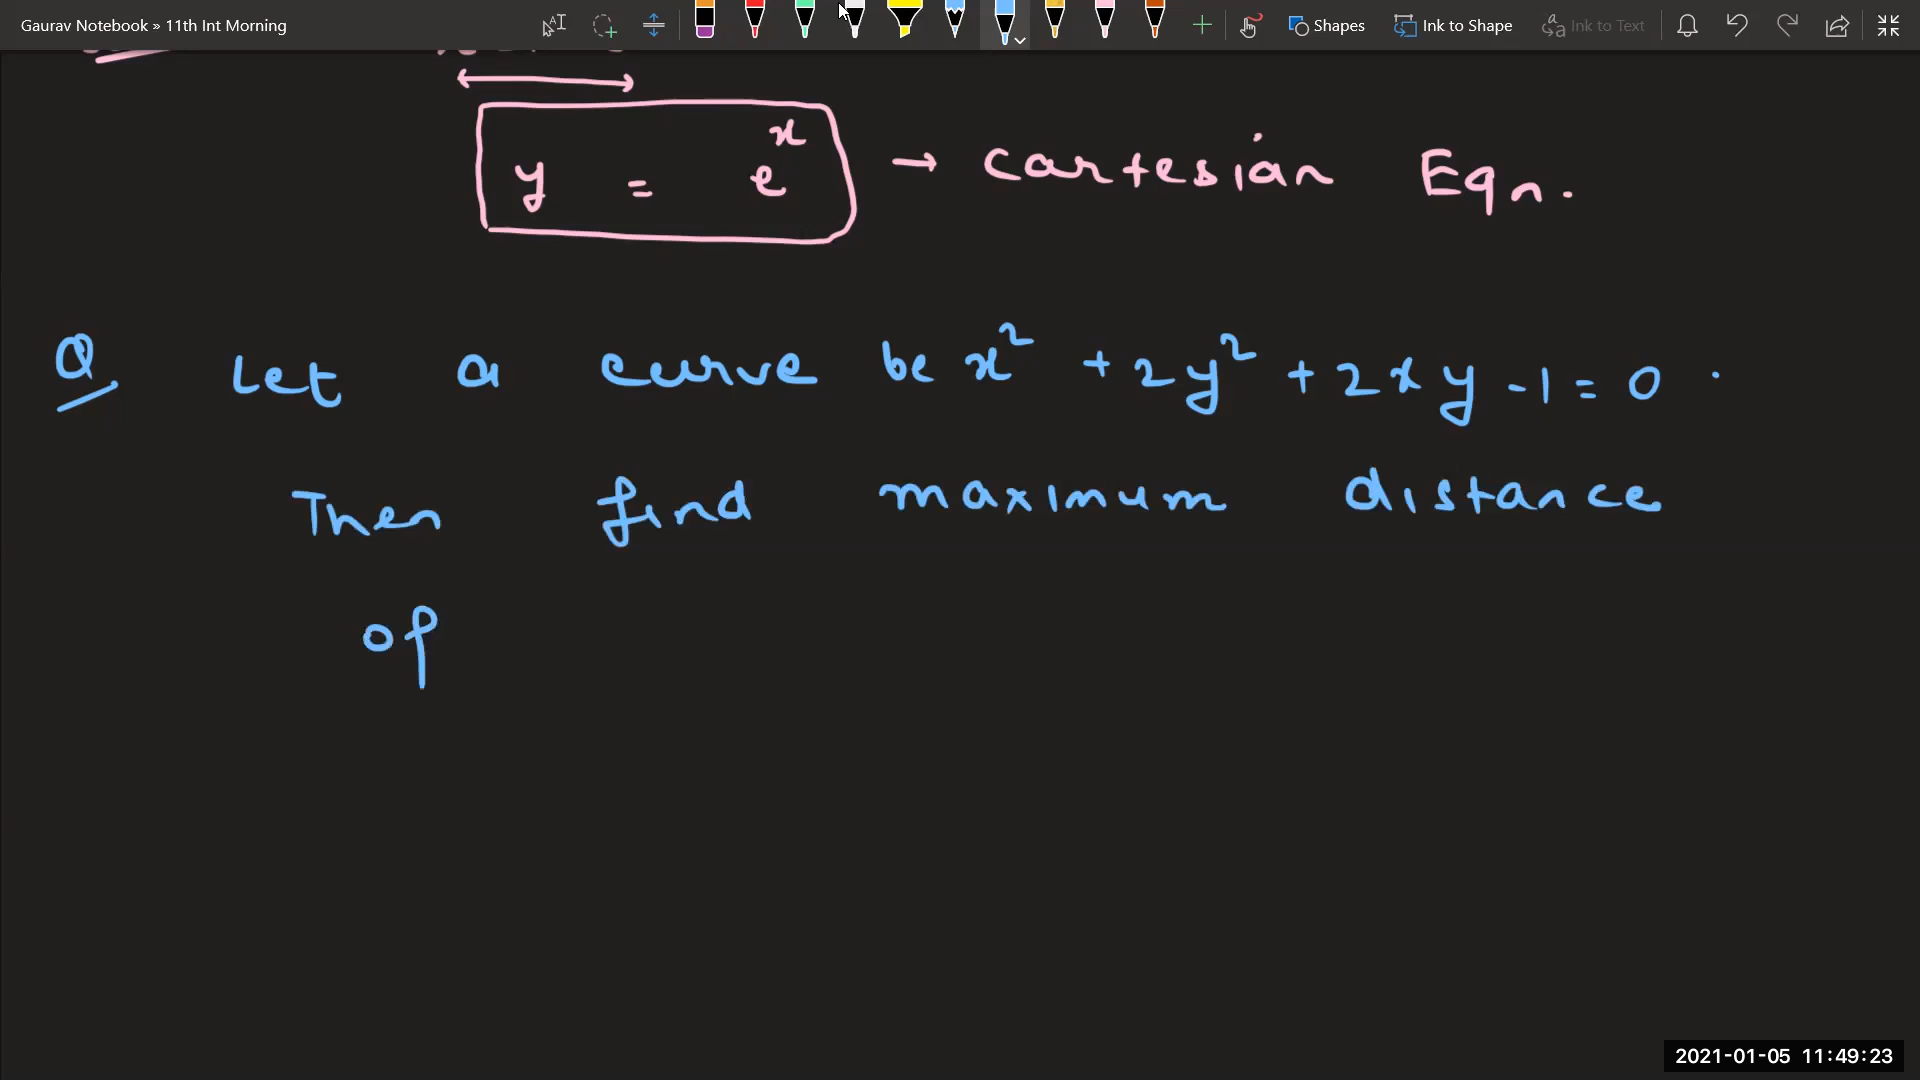 Gaurav Notebook » 11th Int Morning Shapes Ink to Shape Ink to Text
y = e^x → Cartesian Eqn.
Q Let a curve be x² + 2y² + 2xy - 1 = 0 .
Then find maximum distance
of
2021-01-05 11:49:23